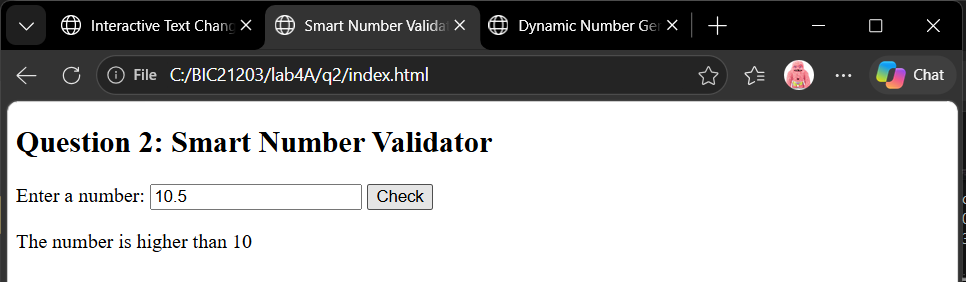 Interactive Text Chang
Smart Number Validat
Dynamic Number Ger
File C:/BIC21203/lab4A/q2/index.html
Chat
Question 2: Smart Number Validator
Enter a number: 10.5 Check
The number is higher than 10